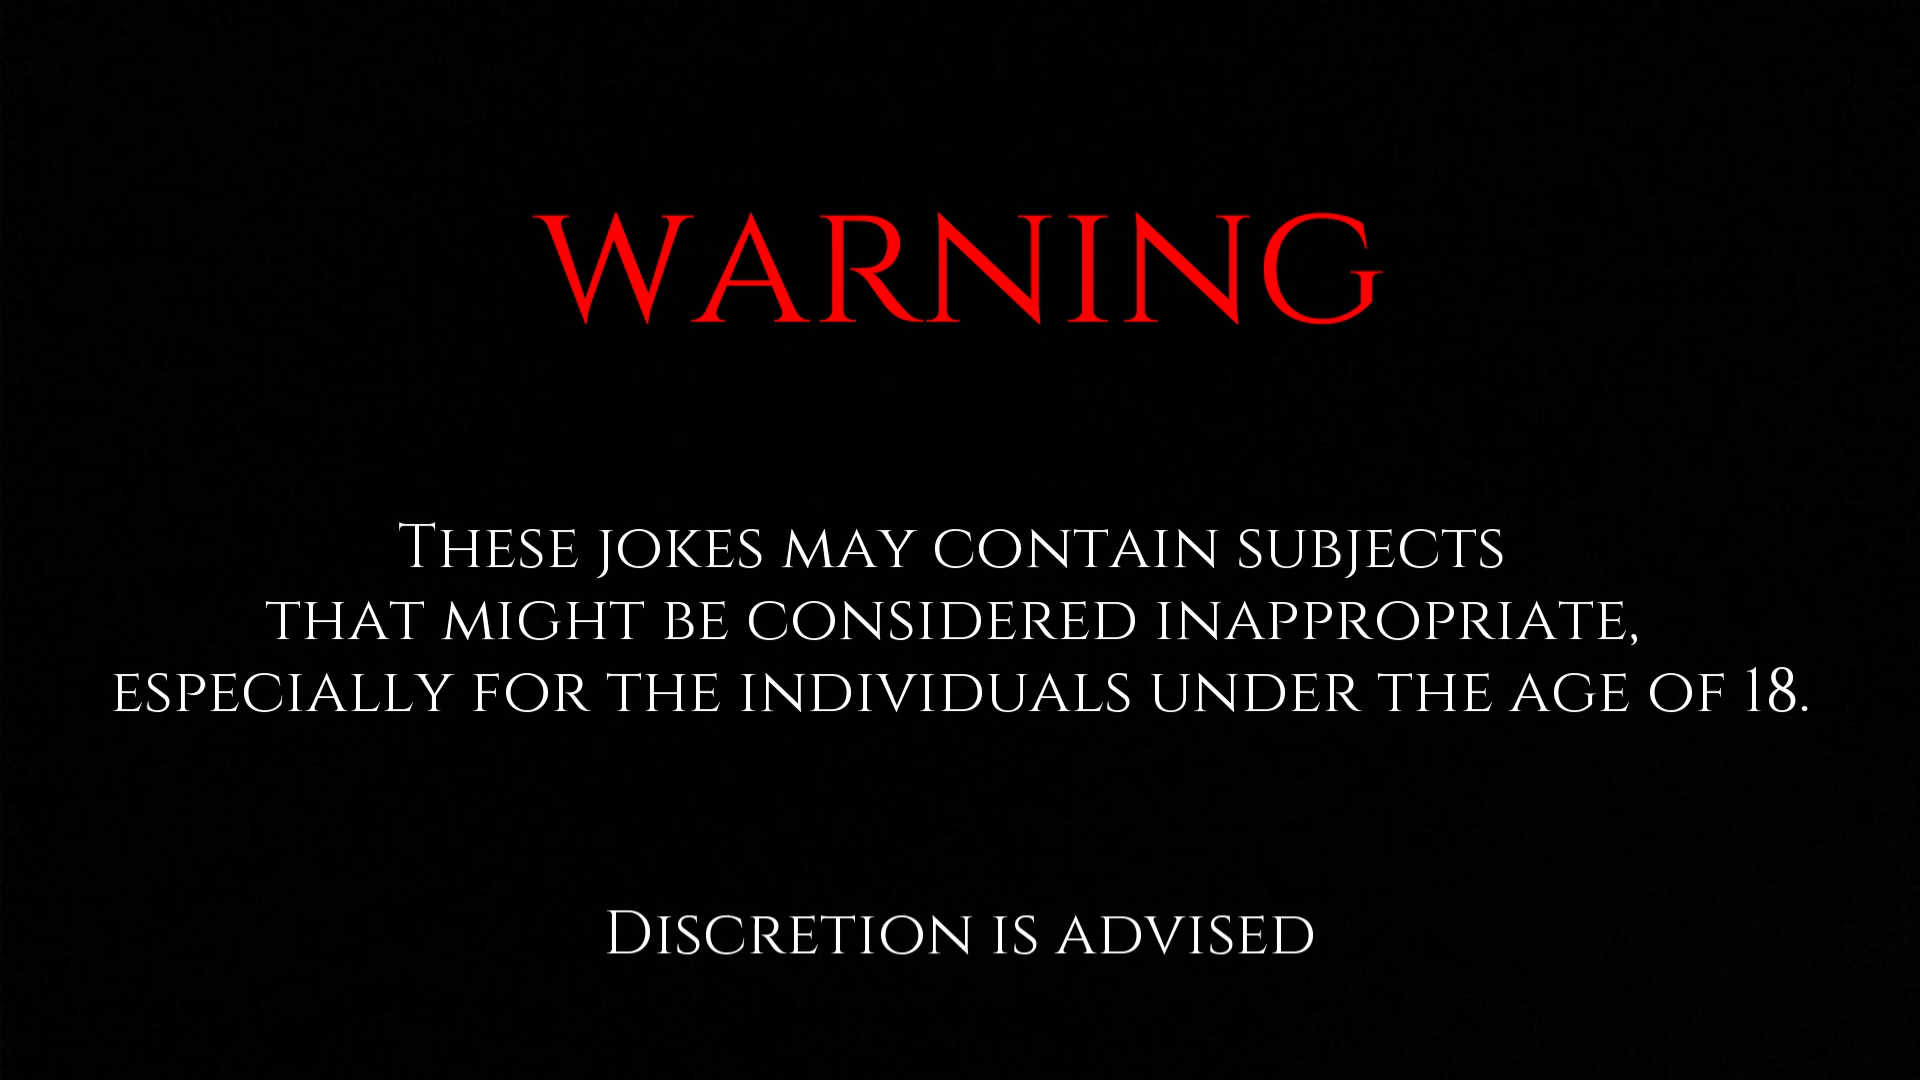 WARNING
These jokes may contain subjects
that might be considered inappropriate,
especially for the individuals under the age of 18.
Discretion is advised